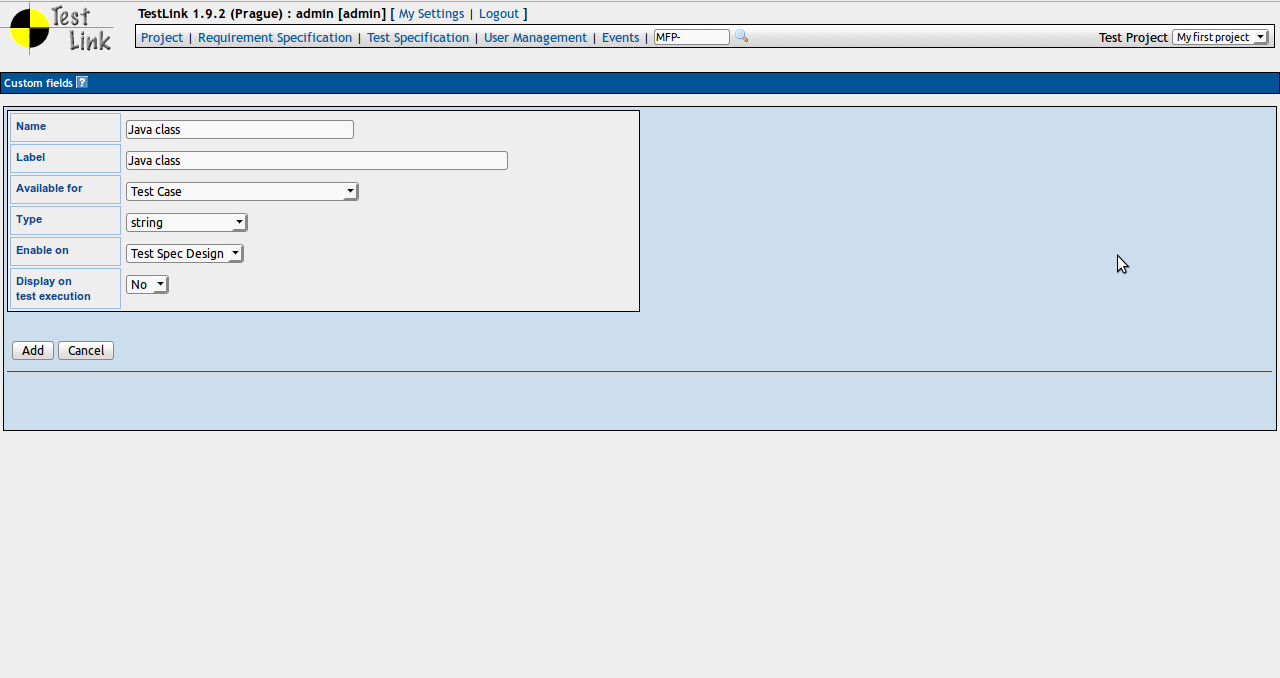 Test
Link
TestLink 1.9.2 (Prague) : admin [admin] [ My Settings | Logout ]
Project | Requirement Specification | Test Specification | User Management | Events | MFP-
Test Project My first project
Custom fields ?
Name Java class
Label Java class
Available for Test Case
Type string
Enable on Test Spec Design
Display on
test execution No
Add Cancel